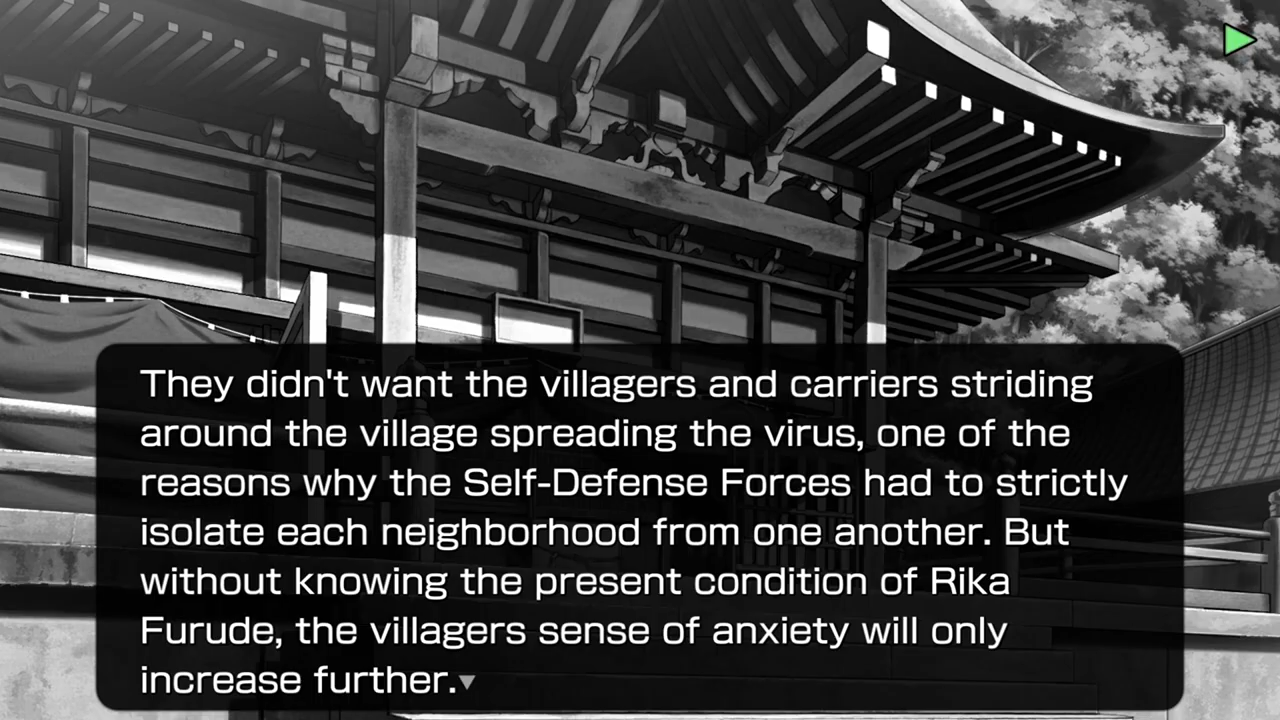 They didn't want the villagers and carriers striding
around the village spreading the virus, one of the
reasons why the Self-Defense Forces had to strictly
isolate each neighborhood from one another. But
without knowing the present condition of Rika
Furude, the villagers sense of anxiety will only
increase further.